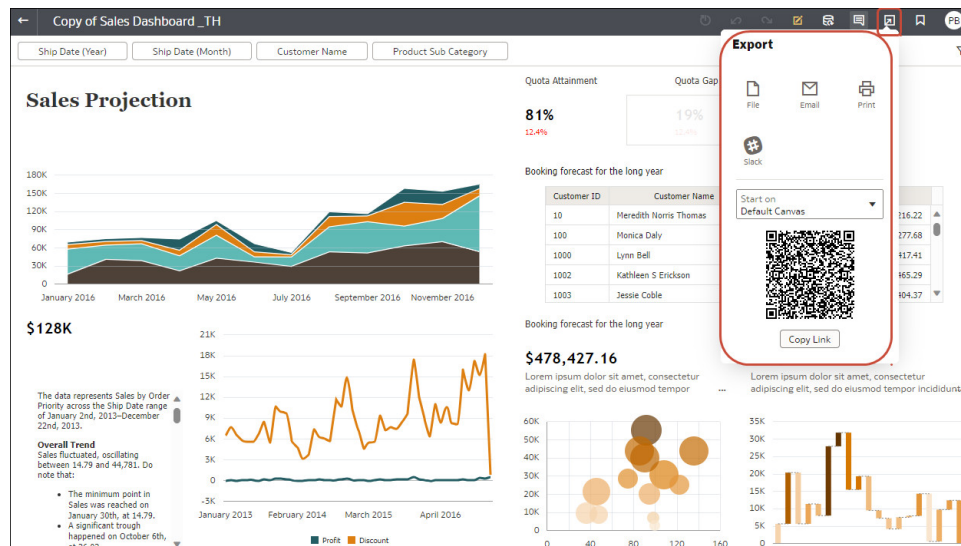 Copy of Sales Dashboard _TH
PB
Ship Date (Year)
Ship Date (Month)
Customer Name
Product Sub Category
Export
File
Email
Print
Slack
Start on
Default Canvas
Copy Link
Sales Projection
180K
150K
120K
90K
60K
30K
0
January 2016
March 2016
May 2016
July 2016
September 2016
November 2016
Quota Attainment
Quota Gap
81%
12.4%
19%
12.4%
Booking forecast for the long year
Customer ID
Customer Name
10
Meredith Norris Thomas
216.22
100
Monica Daly
277.68
1000
Lynn Bell
417.41
1002
Kathleen S Erickson
465.29
1003
Jessie Coble
404.37
$128K
The data represents Sales by Order
Priority across the Ship Date range
of January 2nd, 2013–December
22nd, 2013.
Overall Trend
Sales fluctuated, oscillating
between 14.79 and 44,781. Do
note that:
• The minimum point in
Sales was reached on
January 30th, at 14.79.
• A significant trough
happened on October 6th,
21K
18K
15K
12K
9K
6K
3K
0
-3K
January 2013
February 2014
March 2015
April 2016
Profit
Discount
Booking forecast for the long year
$478,427.16
Lorem ipsum dolor sit amet, consectetur
adipiscing elit, sed do eiusmod tempor ...
Lorem ipsum dolor sit amet, consectetur
adipiscing elit, sed do eiusmod tempor incididunt
60K
50K
40K
30K
20K
10K
0
0
40
80
120
160
35K
30K
25K
20K
15K
10K
5K
0